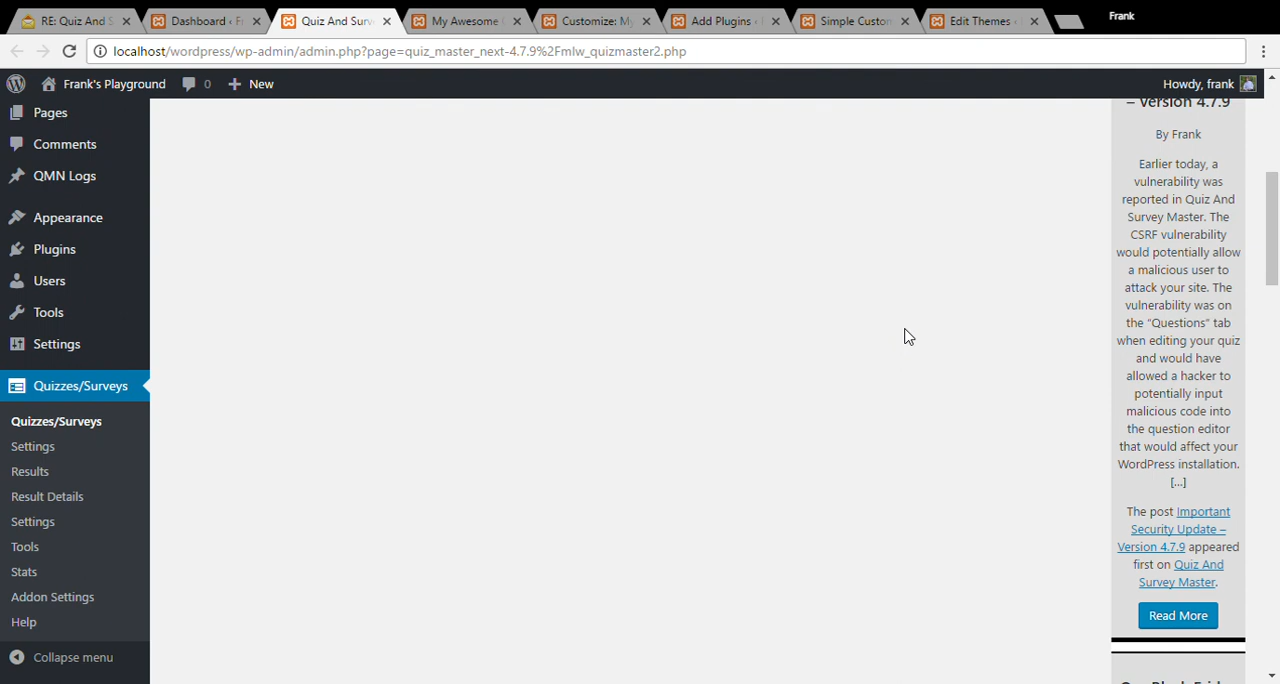 RE: Quiz And S
Dashboard ‹ Fr
Quiz And Surv
My Awesome
Customize: My
Add Plugins ‹
Simple Custom
Edit Themes ‹
Frank
localhost/wordpress/wp-admin/admin.php?page=quiz_master_next-4.7.9%2Fmlw_quizmaster2.php
Frank's Playground
0
New
Howdy, frank
Pages
Comments
QMN Logs
Appearance
Plugins
Users
Tools
Settings
Quizzes/Surveys
Quizzes/Surveys
Settings
Results
Result Details
Settings
Tools
Stats
Addon Settings
Help
Collapse menu
– Version 4.7.9
By Frank
Earlier today, a
vulnerability was
reported in Quiz And
Survey Master. The
CSRF vulnerability
would potentially allow
a malicious user to
attack your site. The
vulnerability was on
the “Questions” tab
when editing your quiz
and would have
allowed a hacker to
potentially input
malicious code into
the question editor
that would affect your
WordPress installation.
[...]
The post Important
Security Update –
Version 4.7.9 appeared
first on Quiz And
Survey Master.
Read More